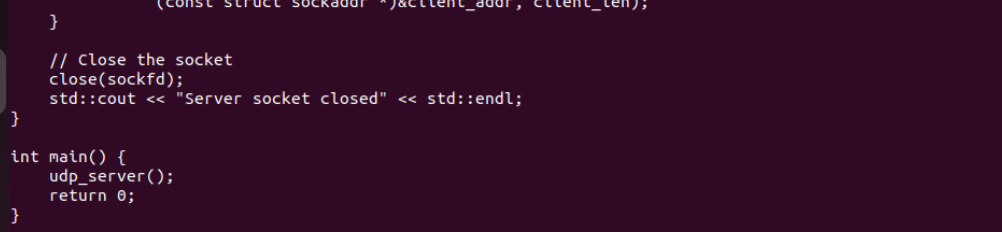 (const struct sockaddr *)&client_addr, client_len);
}
// Close the socket
close(sockfd);
std::cout << "Server socket closed" << std::endl;
}
int main() {
udp_server();
return 0;
}